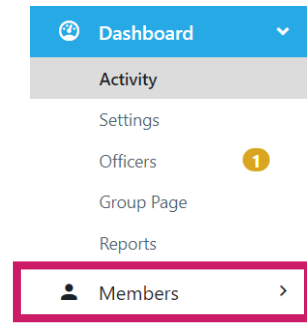 Dashboard
Activity
Settings
Officers 1
Group Page
Reports
Members